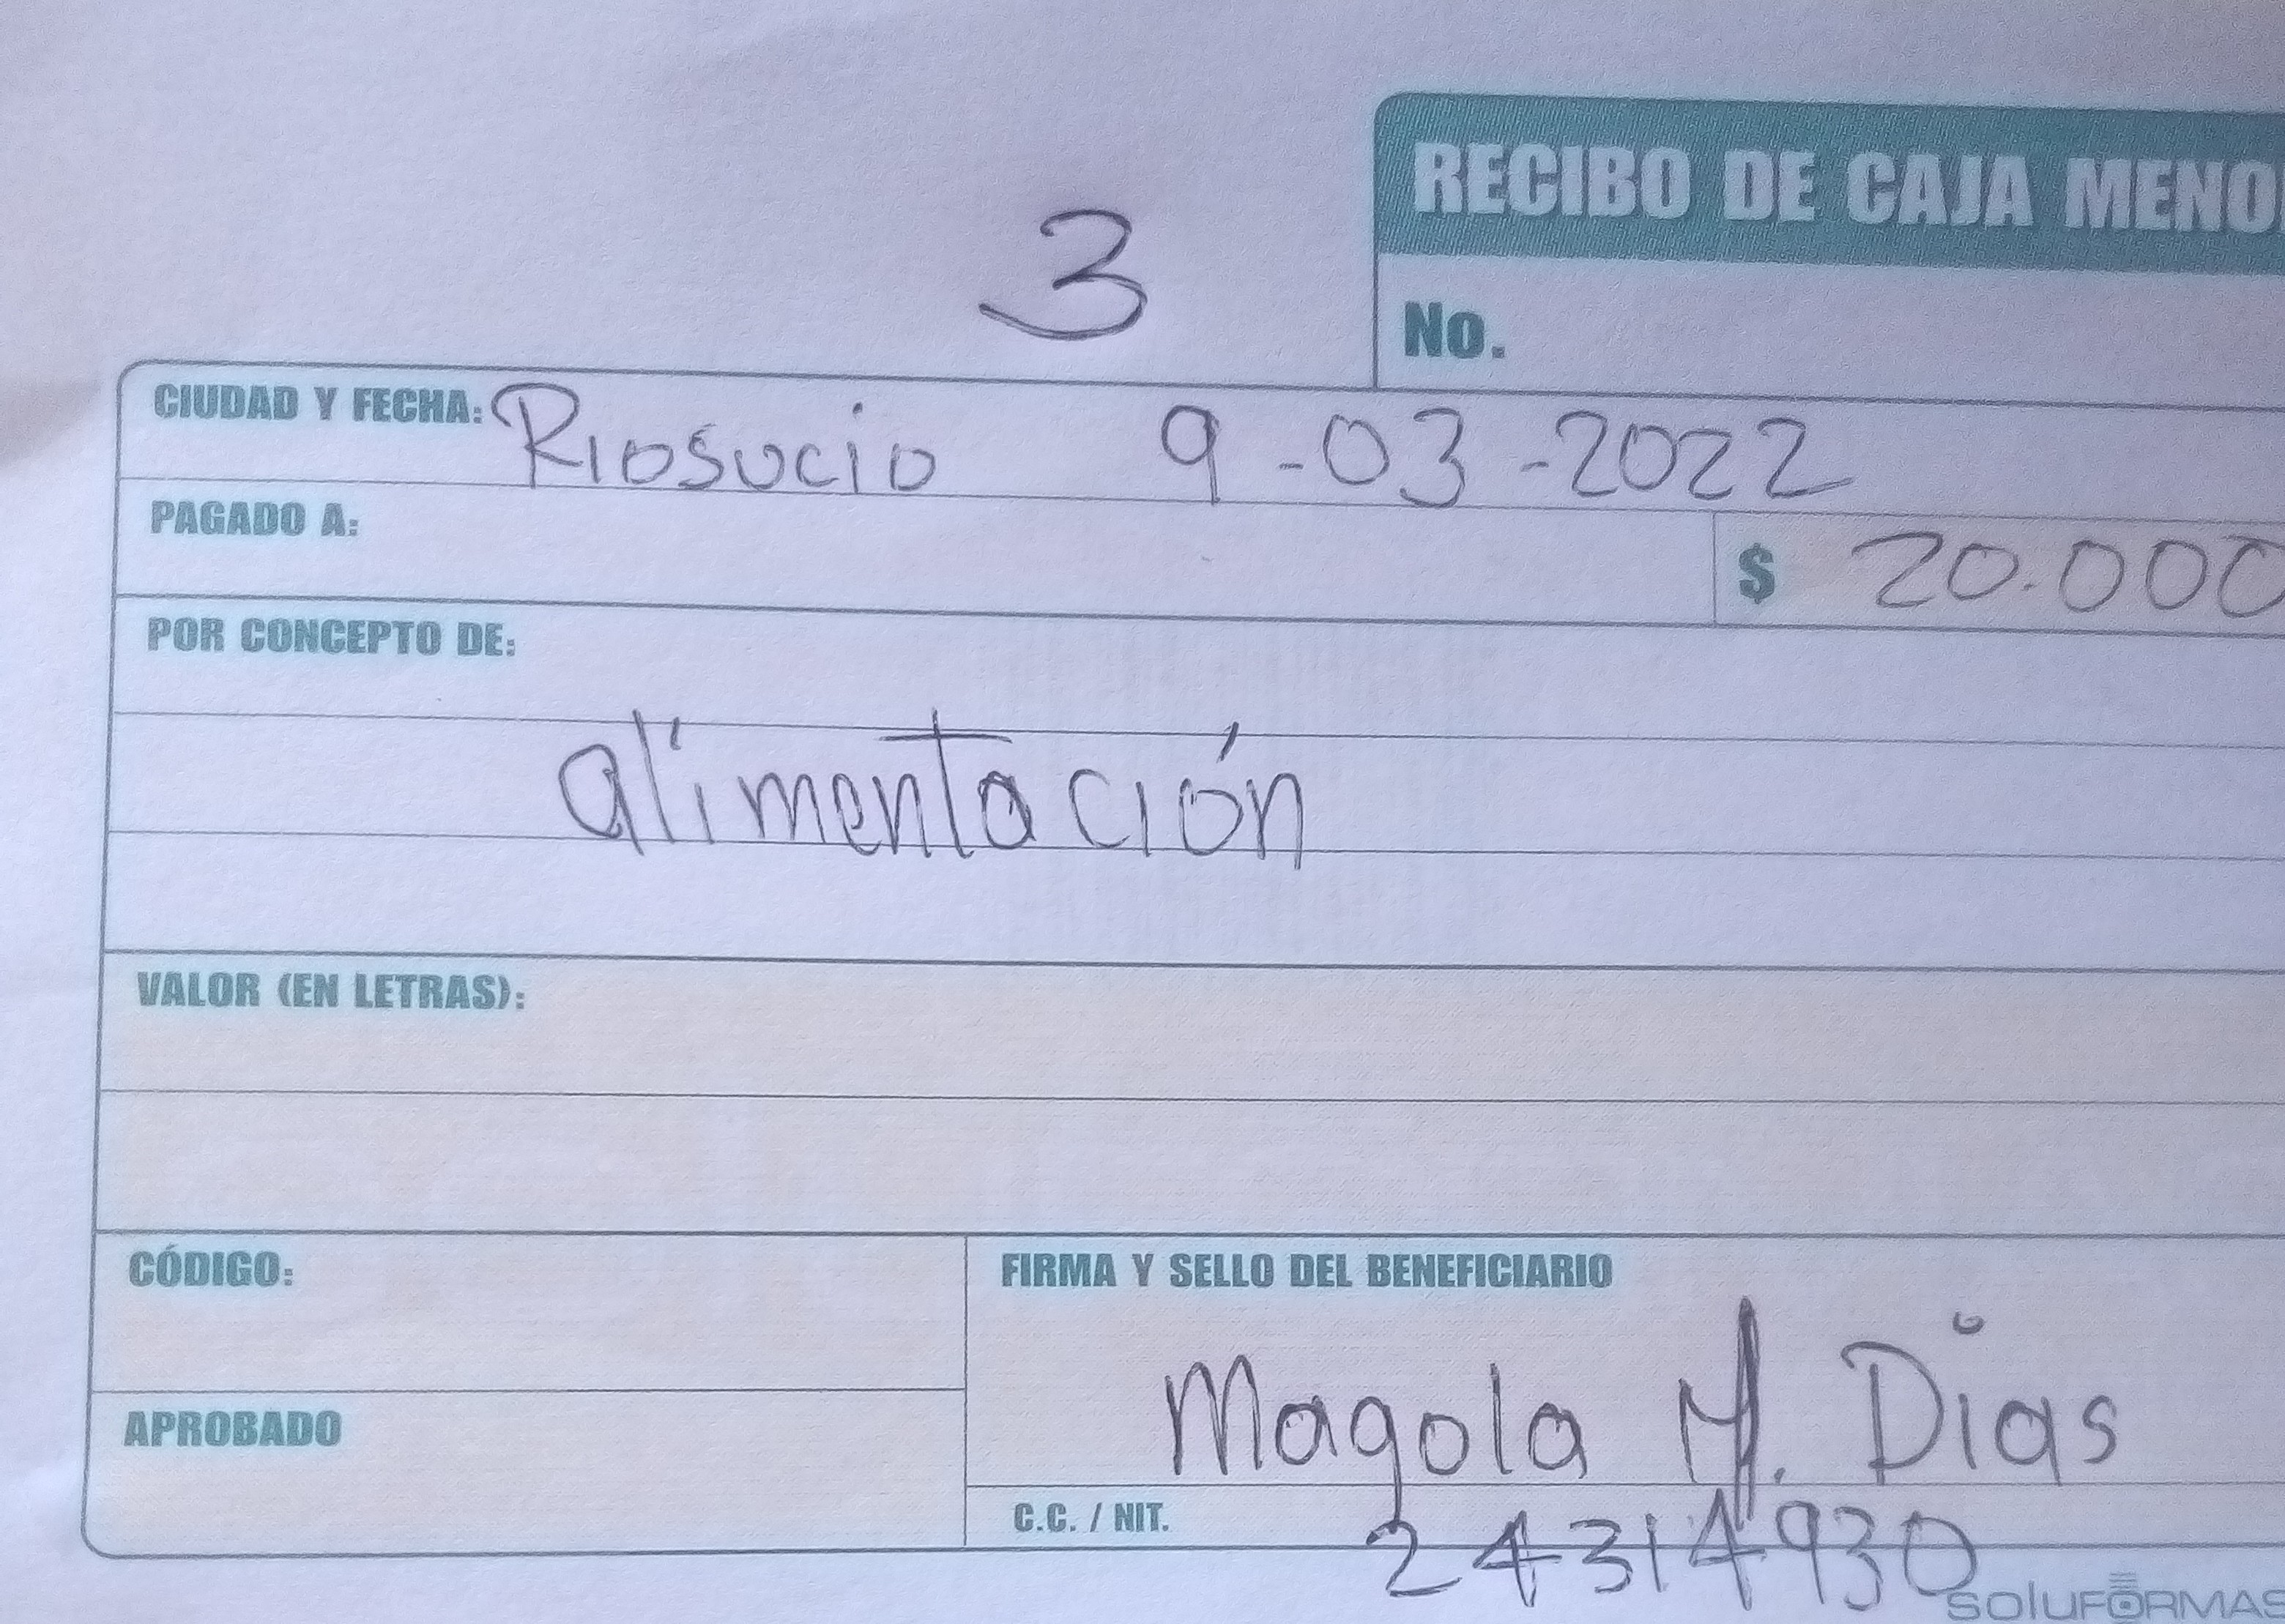 RECIBO DE CAJA MENO
3
No.
CIUDAD Y FECHA: Riosucio 9-03-2022
PAGADO A:
$ 20.000
POR CONCEPTO DE:
alimentación
VALOR (EN LETRAS):
CÓDIGO:
FIRMA Y SELLO DEL BENEFICIARIO
Magola M. Dias
APROBADO
C.C. / NIT. 24314930
SOLUFORMAS